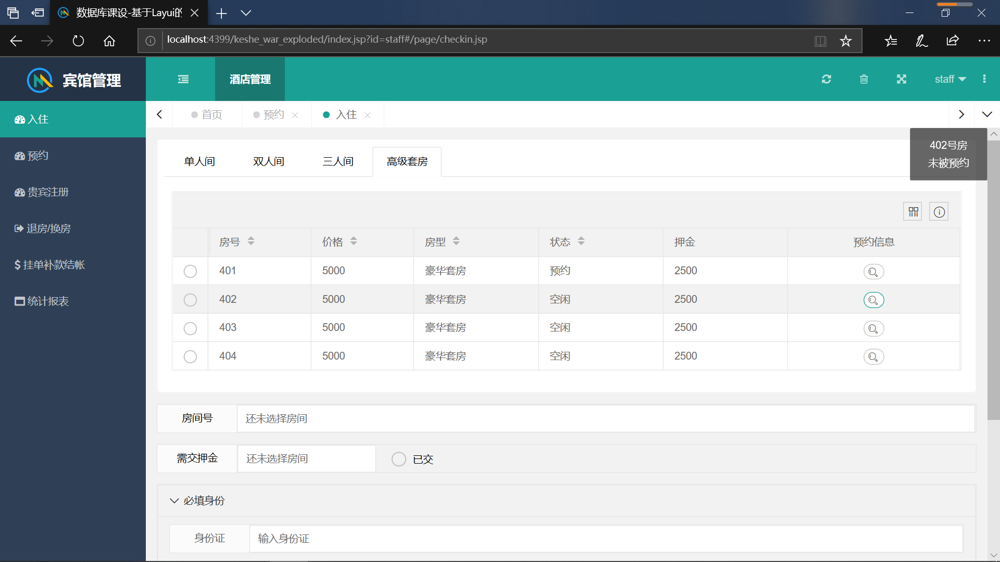 数据库课设-基于Layui的
localhost:4399/keshe_war_exploded/index.jsp?id=staff#/page/checkin.jsp
宾馆管理
酒店管理
staff
入住
预约
贵宾注册
退房/换房
$ 挂单补款结帐
统计报表
首页
预约
入住
402号房
未被预约
单人间
双人间
三人间
高级套房
房号 价格 房型 状态 押金 预约信息
401 5000 豪华套房 预约 2500
402 5000 豪华套房 空闲 2500
403 5000 豪华套房 空闲 2500
404 5000 豪华套房 空闲 2500
房间号 还未选择房间
需交押金 还未选择房间 已交
必填身份
身份证 输入身份证